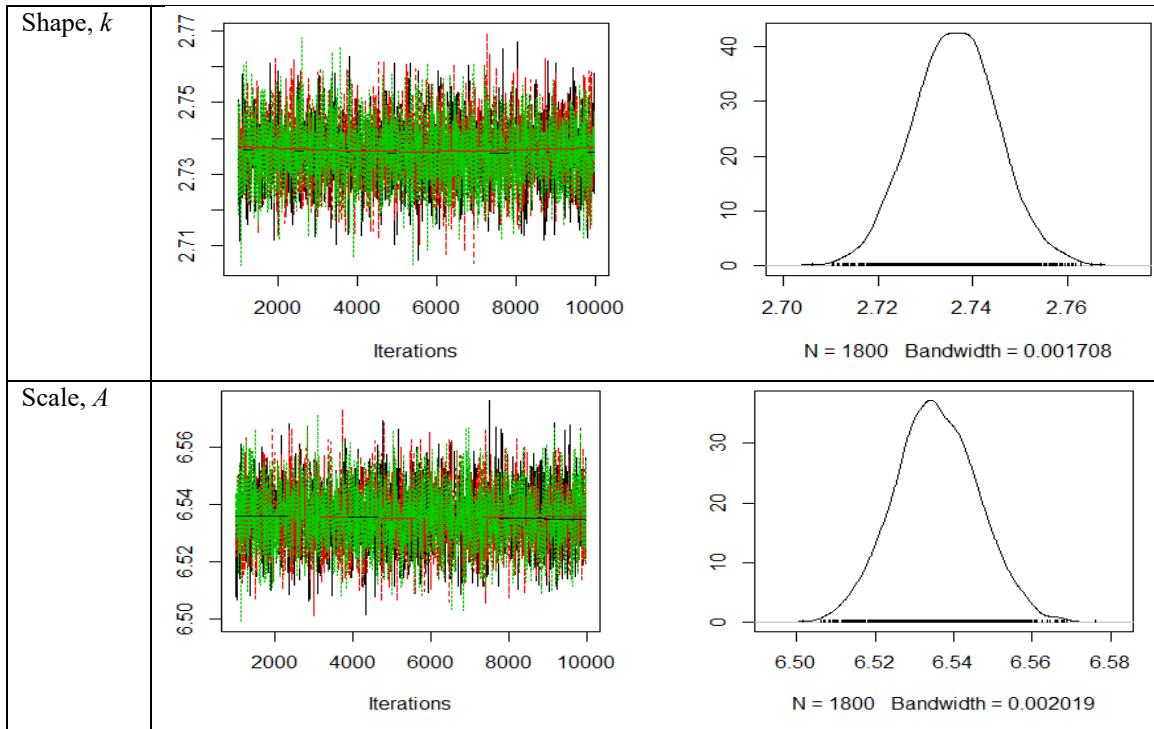 Shape, k
2.77
2.75
2.73
2.71
2000 4000 6000 8000 10000
Iterations
40
30
20
10
0
2.70 2.72 2.74 2.76
N = 1800 Bandwidth = 0.001708
Scale, A
6.56
6.54
6.52
6.50
2000 4000 6000 8000 10000
Iterations
30
20
10
0
6.50 6.52 6.54 6.56 6.58
N = 1800 Bandwidth = 0.002019